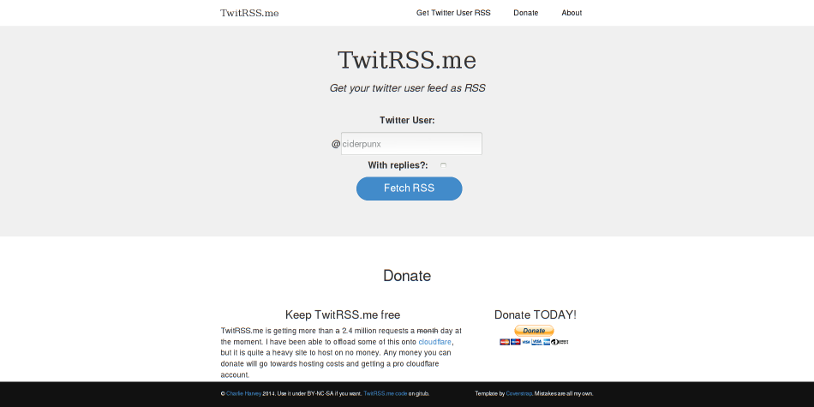 TwitRSS.me Get Twitter User RSS Donate About
TwitRSS.me
Get your twitter user feed as RSS
Twitter User:
@ciderpunx
With replies?:
Fetch RSS
Donate
Keep TwitRSS.me free
TwitRSS.me is getting more than a 2.4 million requests a month day at
the moment. I have been able to offload some of this onto cloudflare,
but it is quite a heavy site to host on no money. Any money you can
donate will go towards hosting costs and getting a pro cloudflare
account.
Donate TODAY!
Donate
© Charlie Harvey 2014. Use it under BY-NC-SA if you want. TwitRSS.me code on gitub. Template by Coverstrap. Mistakes are all my own.